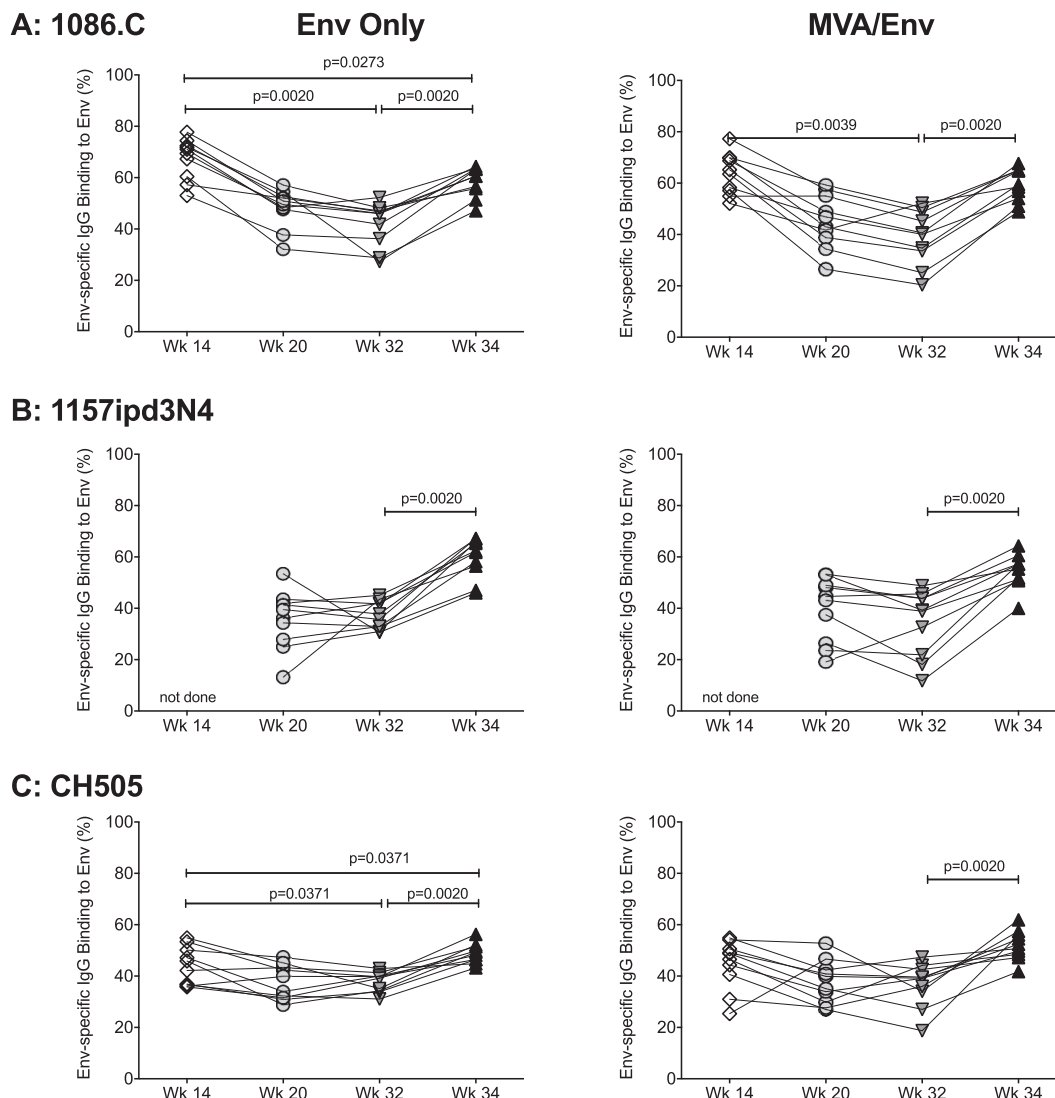 A: 1086.C
Env Only
MVA/Env
Env-specific IgG Binding to Env (%)
100
80
60
40
20
0
p=0.0273
p=0.0020
p=0.0020
Wk 14
Wk 20
Wk 32
Wk 34
Env-specific IgG Binding to Env (%)
100
80
60
40
20
0
p=0.0039
p=0.0020
Wk 14
Wk 20
Wk 32
Wk 34
B: 1157ipd3N4
Env-specific IgG Binding to Env (%)
100
80
60
40
20
0
p=0.0020
not done
Wk 14
Wk 20
Wk 32
Wk 34
Env-specific IgG Binding to Env (%)
100
80
60
40
20
0
p=0.0020
not done
Wk 14
Wk 20
Wk 32
Wk 34
C: CH505
Env-specific IgG Binding to Env (%)
100
80
60
40
20
0
p=0.0371
p=0.0371
p=0.0020
Wk 14
Wk 20
Wk 32
Wk 34
Env-specific IgG Binding to Env (%)
100
80
60
40
20
0
p=0.0020
Wk 14
Wk 20
Wk 32
Wk 34